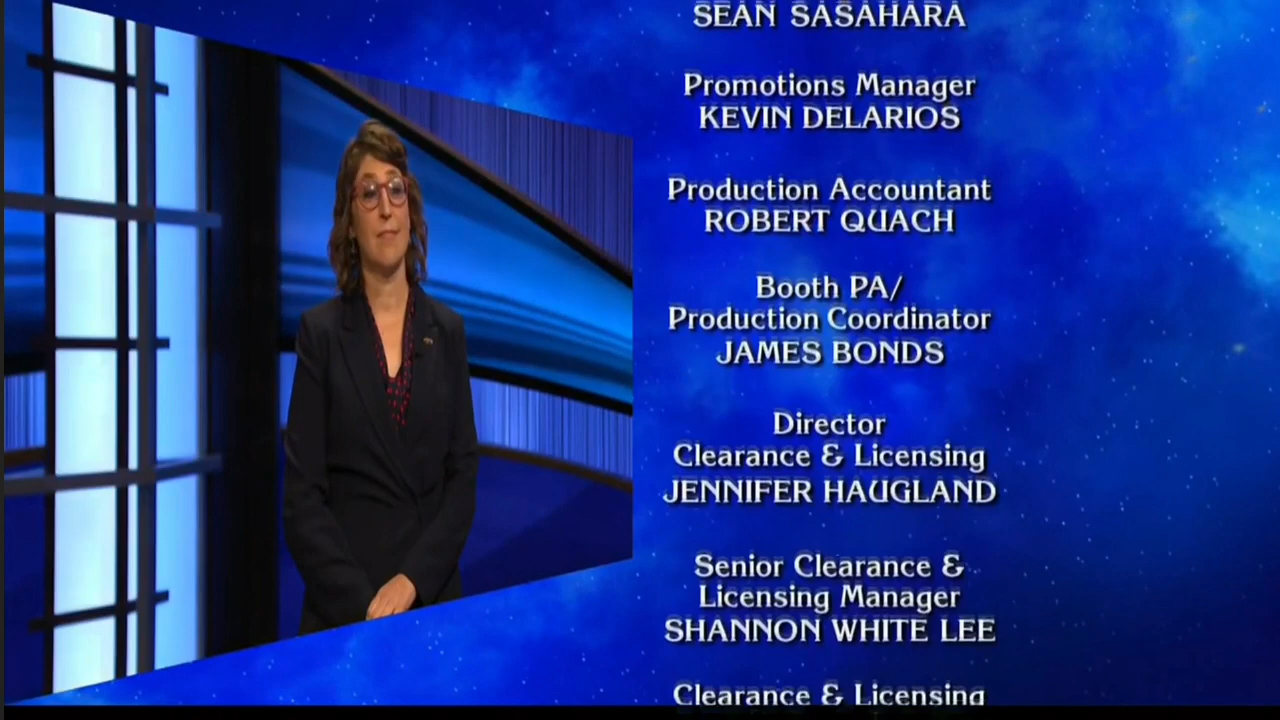 SEAN SASAHARA
Promotions Manager
KEVIN DELARIOS
Production Accountant
ROBERT QUACH
Booth PA/
Production Coordinator
JAMES BONDS
Director
Clearance & Licensing
JENNIFER HAUGLAND
Senior Clearance &
Licensing Manager
SHANNON WHITE LEE
Clearance & Licensing